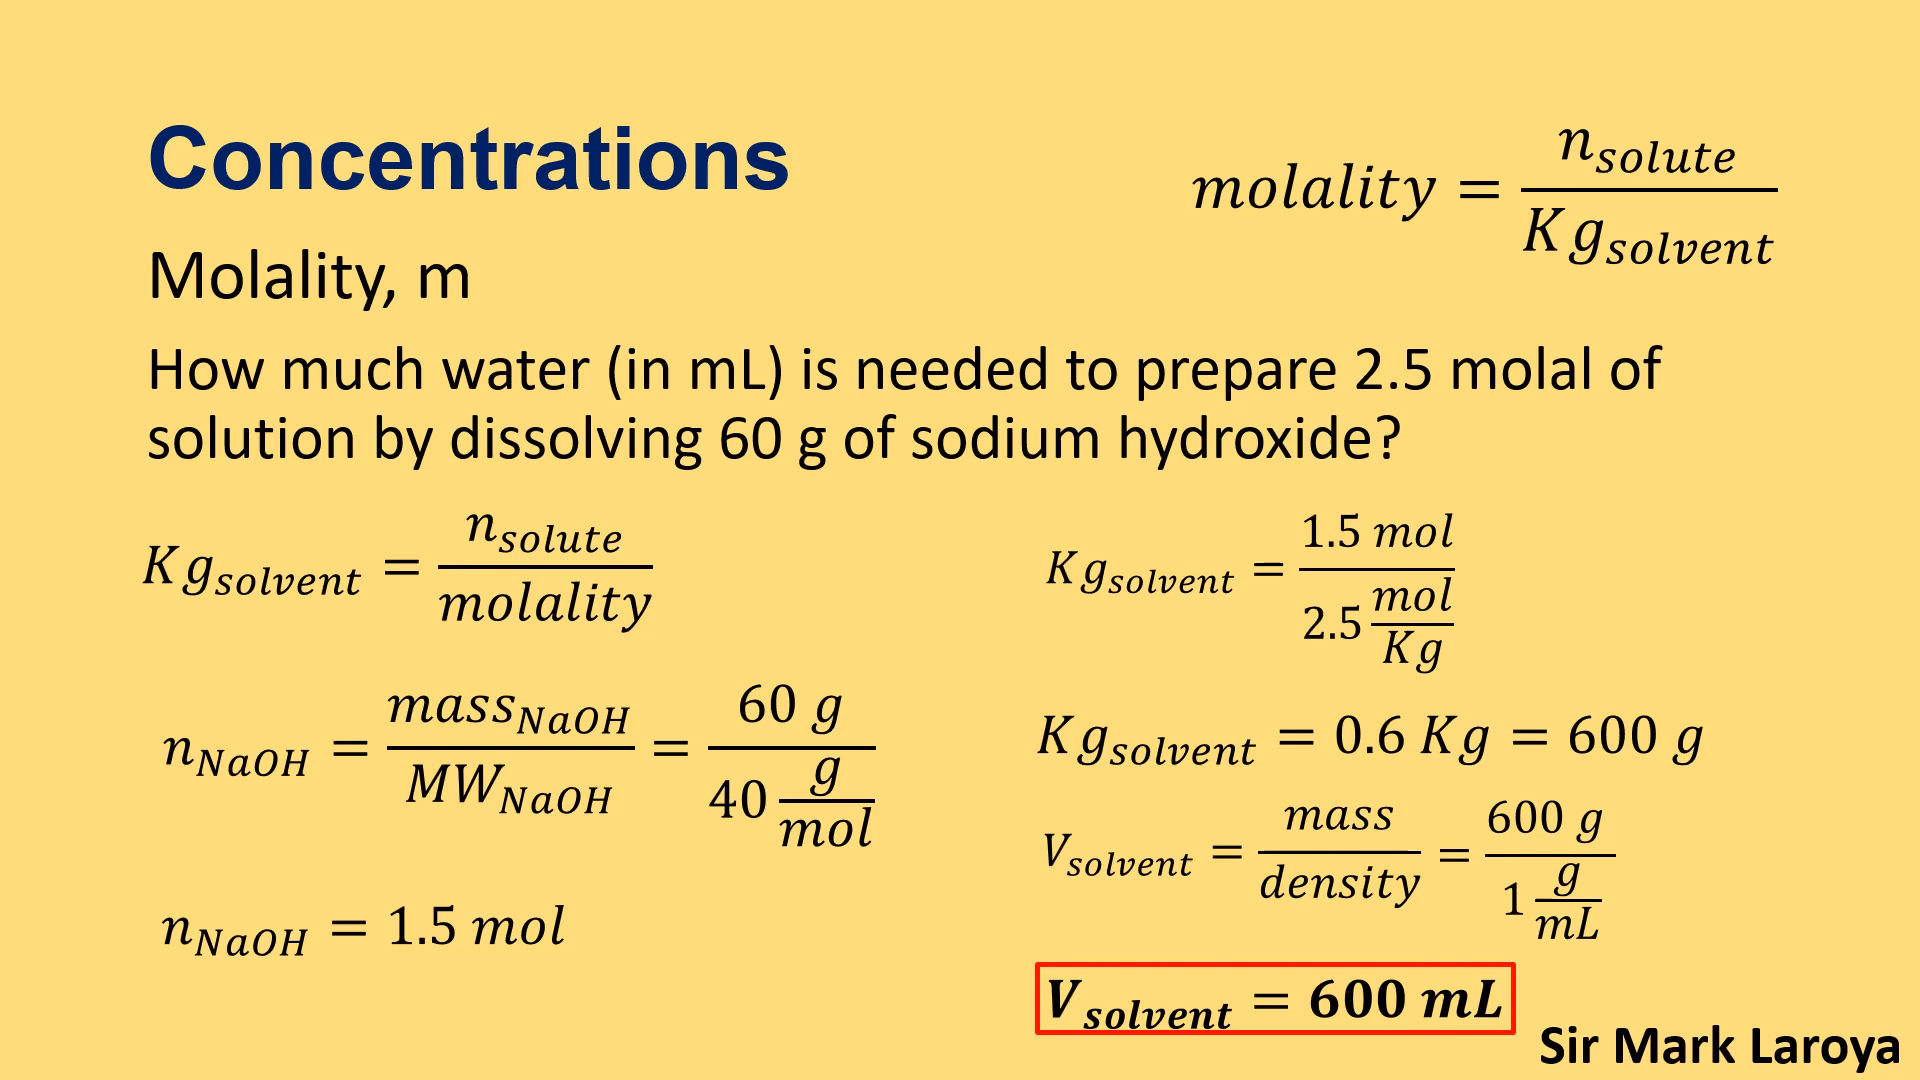 Concentrations
molality = n_solute / Kg_solvent
Molality, m
How much water (in mL) is needed to prepare 2.5 molal of
solution by dissolving 60 g of sodium hydroxide?
Kg_solvent = n_solute / molality
n_NaOH = mass_NaOH / MW_NaOH = 60 g / 40 g/mol
n_NaOH = 1.5 mol
Kg_solvent = 1.5 mol / 2.5 mol/Kg
Kg_solvent = 0.6 Kg = 600 g
V_solvent = mass / density = 600 g / 1 g/mL
V_solvent = 600 mL
Sir Mark Laroya